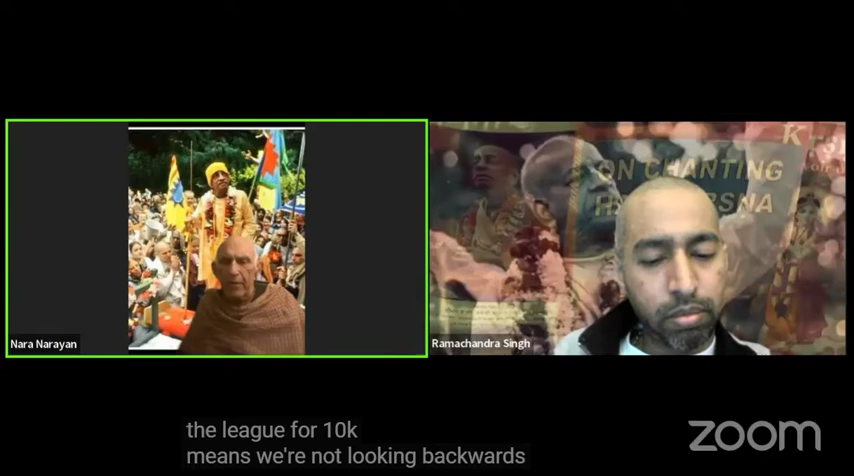 ON CHANTING
Nara Narayan
Ramachandra Singh
the league for 10k
means we're not looking backwards
zoom